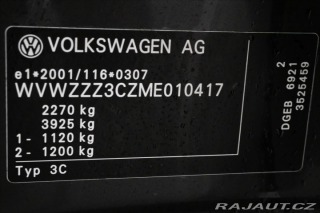 VOLKSWAGEN AG
e1*2001/116*0307
WVWZZZ3CZME010417
2270 kg
3925 kg
1- 1120 kg
2- 1200 kg
Typ 3C
2
DGEB 6921
3525459
RAJAUT.CZ